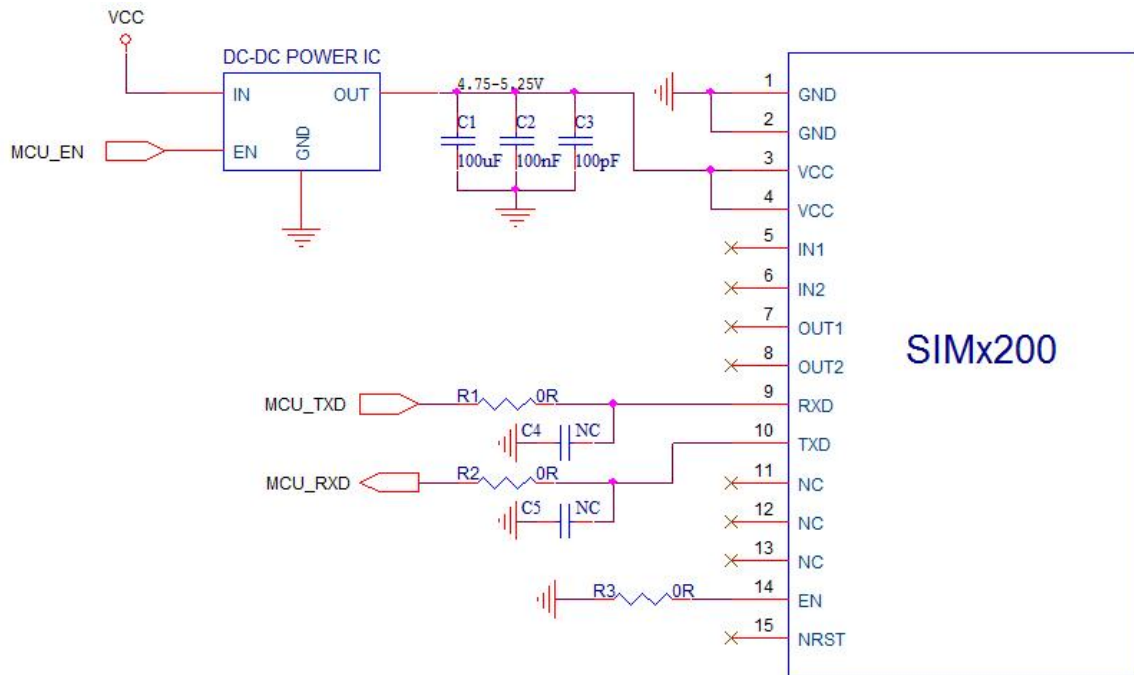 VCC
DC-DC POWER IC
IN
OUT
EN
GND
MCU_EN
4.75-5.25V
C1
100uF
C2
100nF
C3
100pF
1 GND
2 GND
3 VCC
4 VCC
5 IN1
6 IN2
7 OUT1
8 OUT2
SIMx200
MCU_TXD
R1 0R
9 RXD
C4 NC
10 TXD
MCU_RXD
R2 0R
C5 NC
11 NC
12 NC
13 NC
R3 0R
14 EN
15 NRST